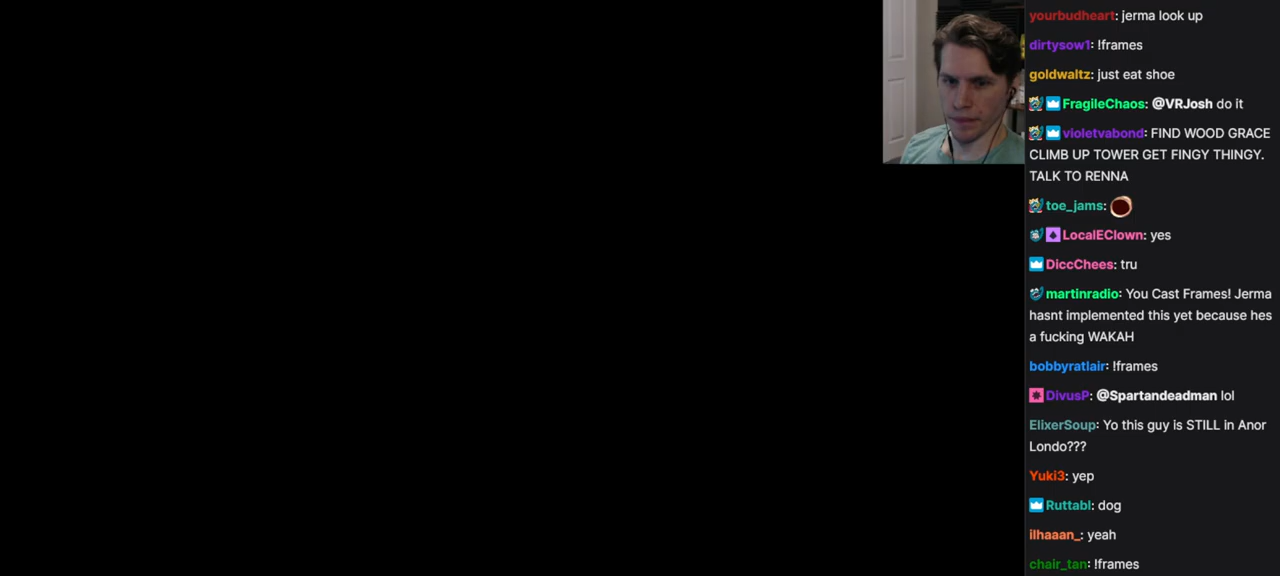 yourbudheart: jerma look up
dirtysow1: !frames
goldwaltz: just eat shoe
FragileChaos: @VRJosh do it
violetvabond: FIND WOOD GRACE
CLIMB UP TOWER GET FINGY THINGY.
TALK TO RENNA
toe_jams:
LocalEClown: yes
DiccChees: tru
martinradio: You Cast Frames! Jerma
hasnt implemented this yet because hes
a fucking WAKAH
bobbyratlair: !frames
DivusP: @Spartandeadman lol
ElixerSoup: Yo this guy is STILL in Anor
Londo???
Yuki3: yep
Ruttabl: dog
ilhaaan_: yeah
chair_tan: !frames